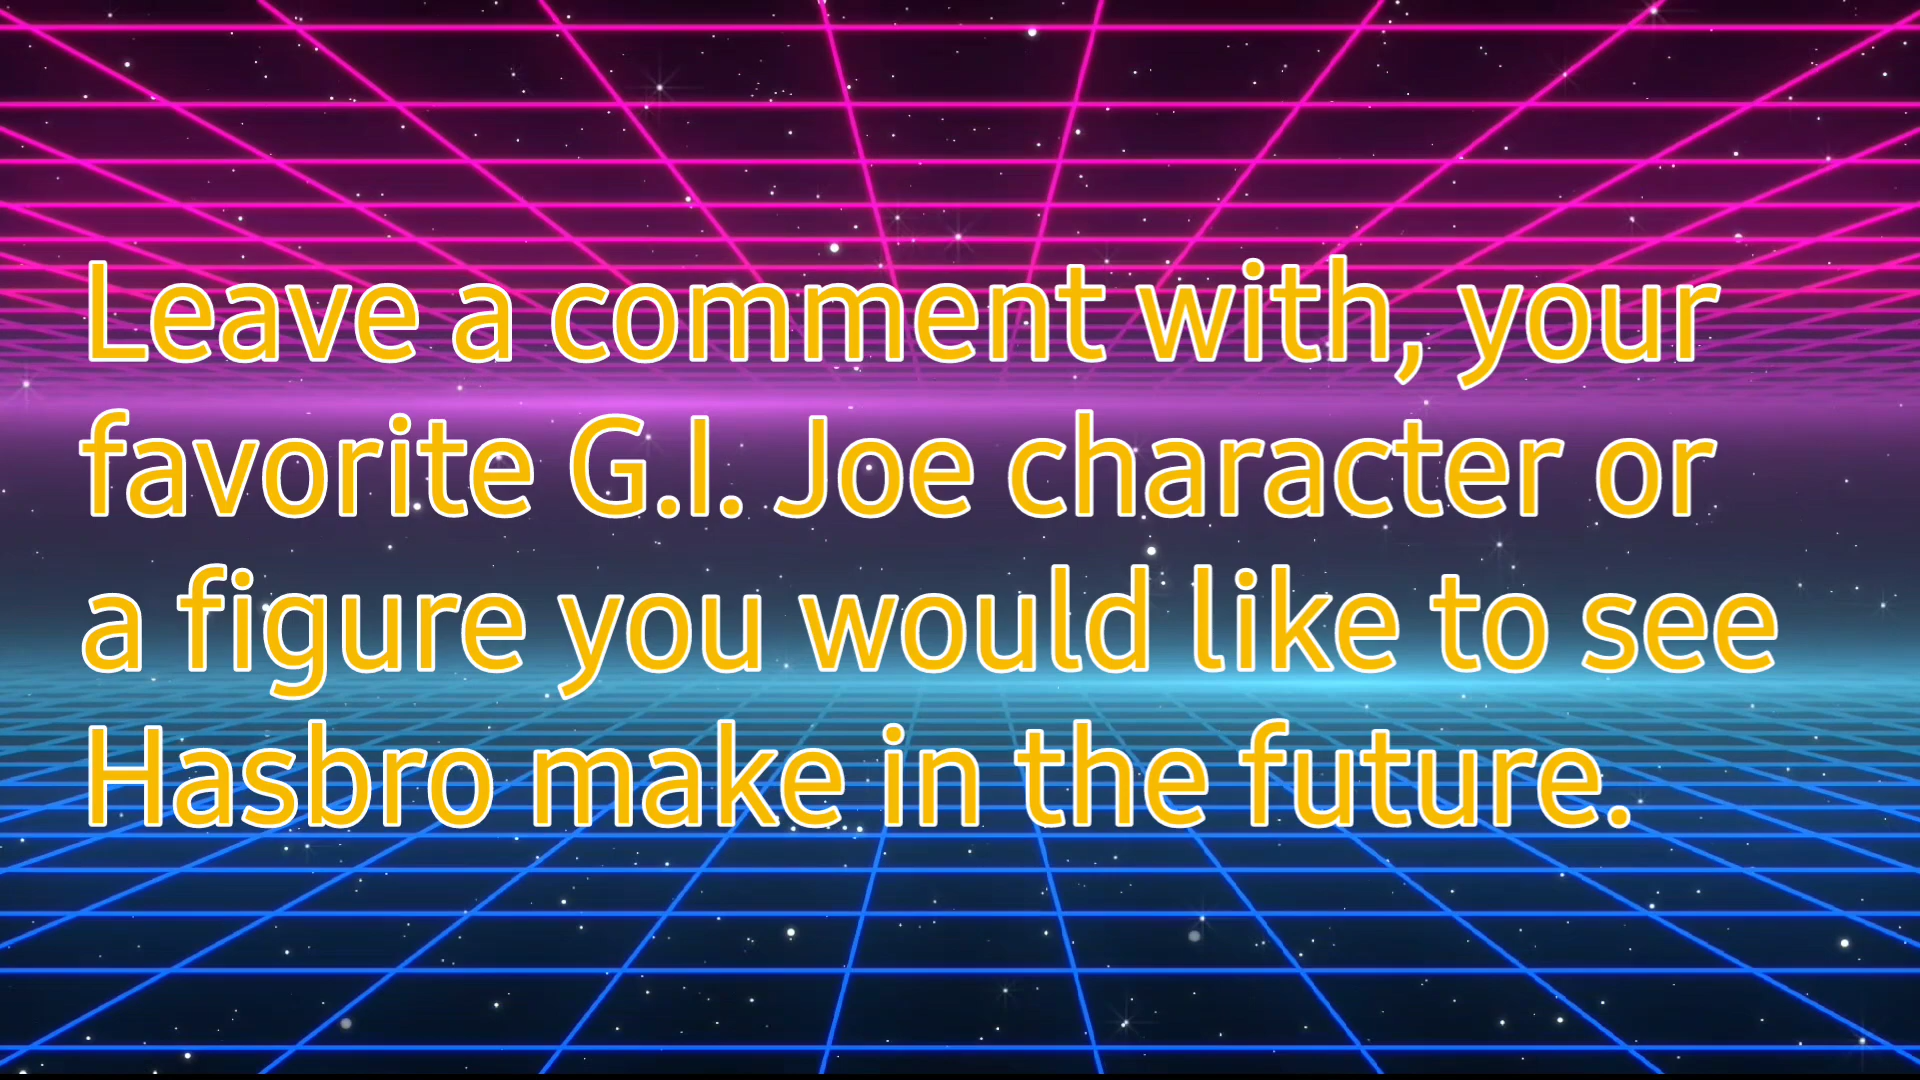 Leave a comment with, your
favorite G.I. Joe character or
a figure you would like to see
Hasbro make in the future.